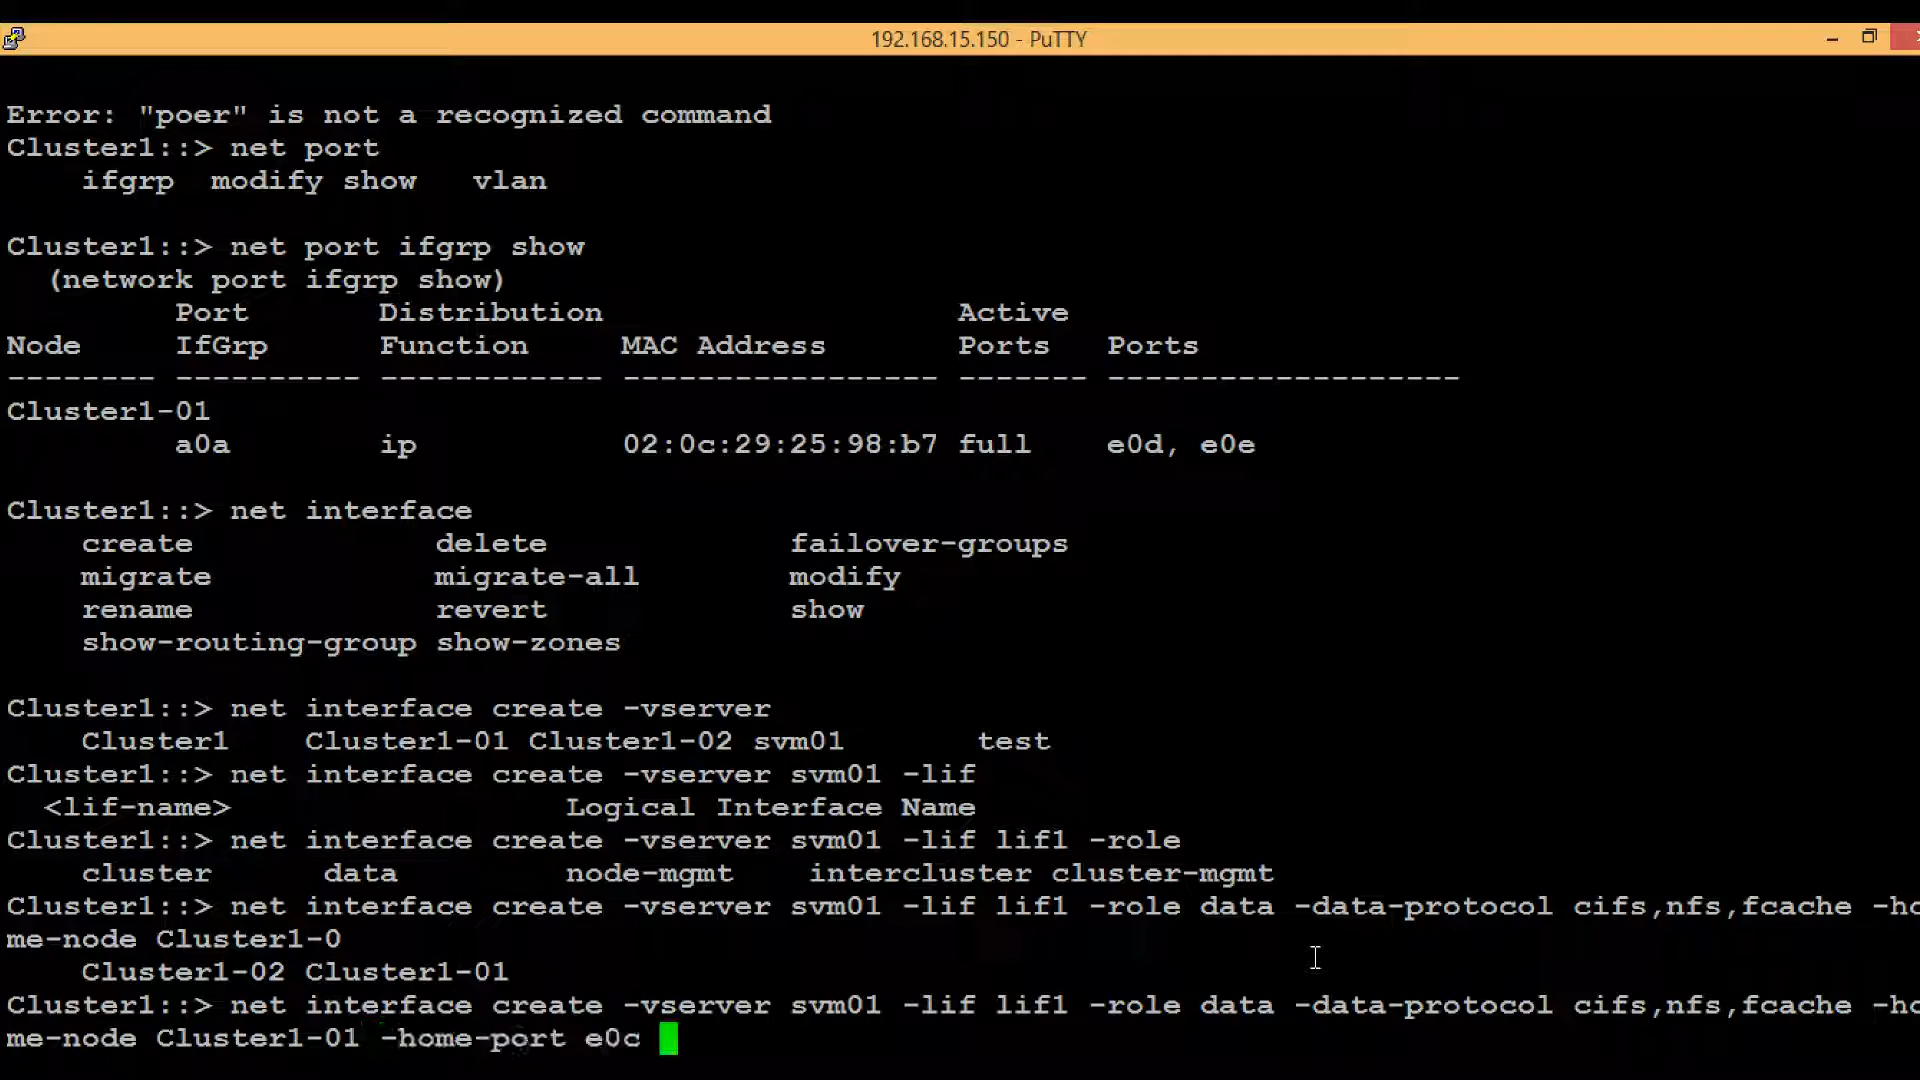 192.168.15.150 - PuTTY
Error: "poer" is not a recognized command
Cluster1::> net port
ifgrp modify show vlan
Cluster1::> net port ifgrp show
(network port ifgrp show)
Port Distribution Active
Node IfGrp Function MAC Address Ports Ports
-------- ---------- ------------ ----------------- ------- -------------------
Cluster1-01
a0a ip 02:0c:29:25:98:b7 full e0d, e0e
Cluster1::> net interface
create delete failover-groups
migrate migrate-all modify
rename revert show
show-routing-group show-zones
Cluster1::> net interface create -vserver
Cluster1 Cluster1-01 Cluster1-02 svm01 test
Cluster1::> net interface create -vserver svm01 -lif
<lif-name> Logical Interface Name
Cluster1::> net interface create -vserver svm01 -lif lif1 -role
cluster data node-mgmt intercluster cluster-mgmt
Cluster1::> net interface create -vserver svm01 -lif lif1 -role data -data-protocol cifs,nfs,fcache -ho
me-node Cluster1-0
Cluster1-02 Cluster1-01
Cluster1::> net interface create -vserver svm01 -lif lif1 -role data -data-protocol cifs,nfs,fcache -ho
me-node Cluster1-01 -home-port e0c